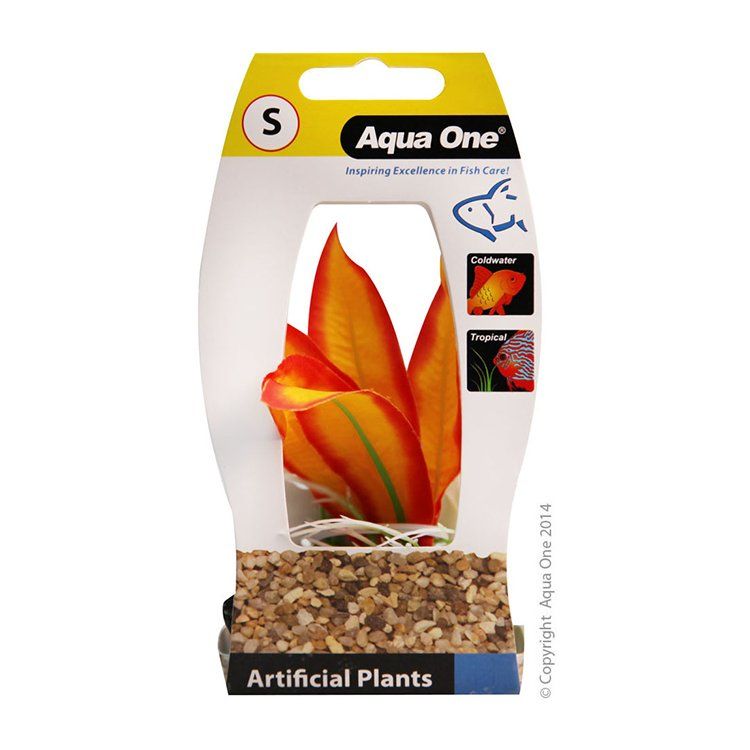 S
Aqua One®
Inspiring Excellence in Fish Care!
Coldwater
Tropical
Artificial Plants
© Copyright Aqua One 2014